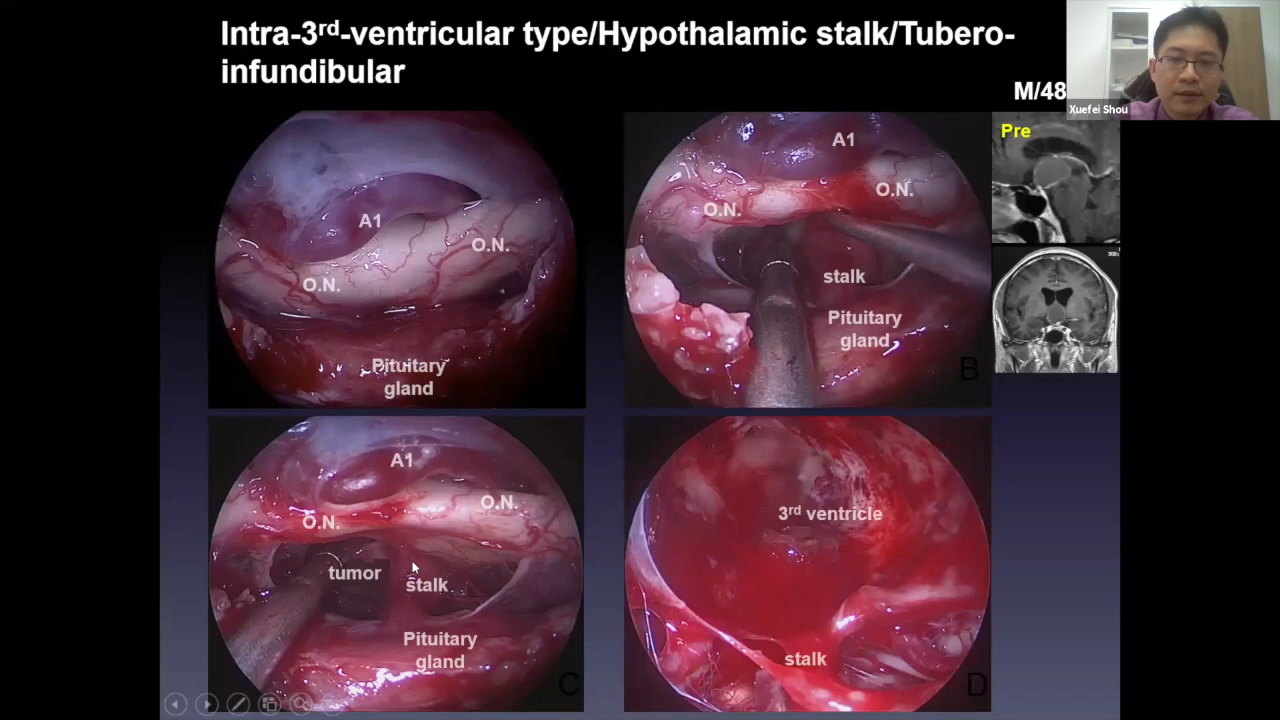 Intra-3rd-ventricular type/Hypothalamic stalk/Tubero-
infundibular
M/48
Xuefei Shou
Pre
A1
O.N.
O.N.
Pituitary
gland
A1
O.N.
O.N.
stalk
Pituitary
gland
B
A1
O.N.
O.N.
tumor
stalk
Pituitary
gland
C
3rd ventricle
stalk
D